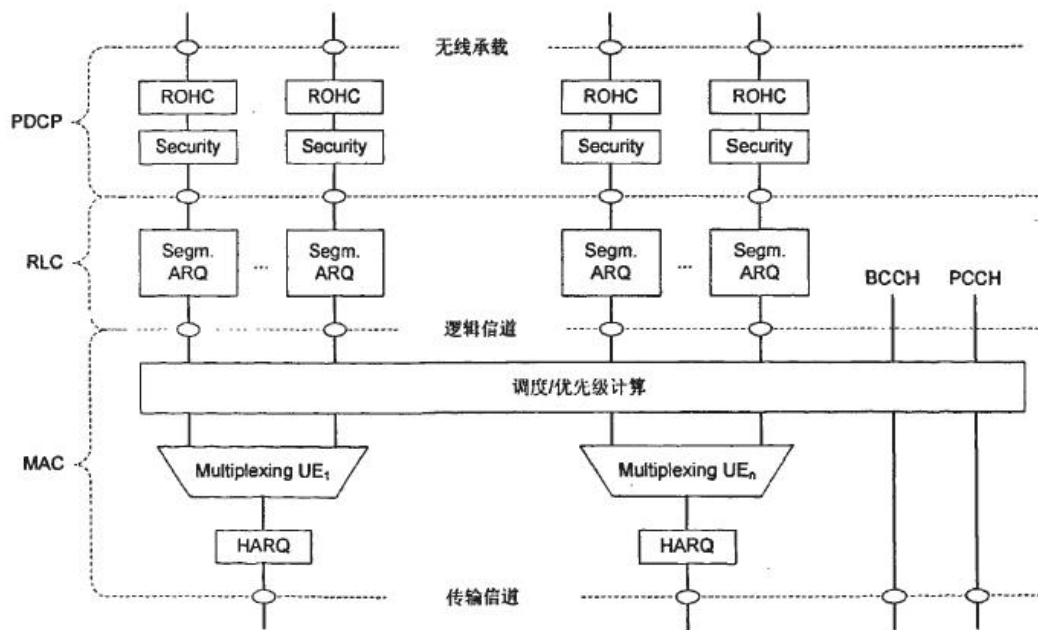 无线承载
ROHC
ROHC
ROHC
ROHC
PDCP
Security
Security
Security
Security
RLC
Segm.
ARQ
...
Segm.
ARQ
Segm.
ARQ
...
Segm.
ARQ
BCCH
PCCH
逻辑信道
调度/优先级计算
MAC
Multiplexing UE₁
Multiplexing UEₙ
HARQ
HARQ
传输信道